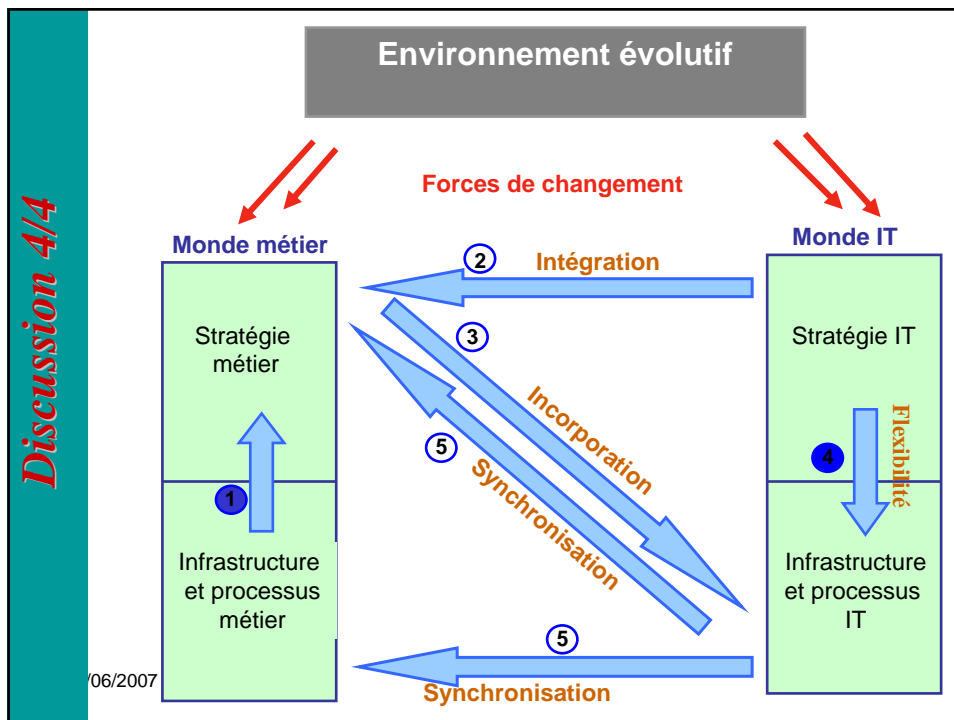 Discussion 4/4
Environnement évolutif
Forces de changement
Monde métier
Monde IT
2
Intégration
Stratégie
métier
3
Stratégie IT
Incorporation
5
Synchronisation
Flexibilité
4
1
Infrastructure
et processus
métier
Infrastructure
et processus
IT
5
Synchronisation
/06/2007